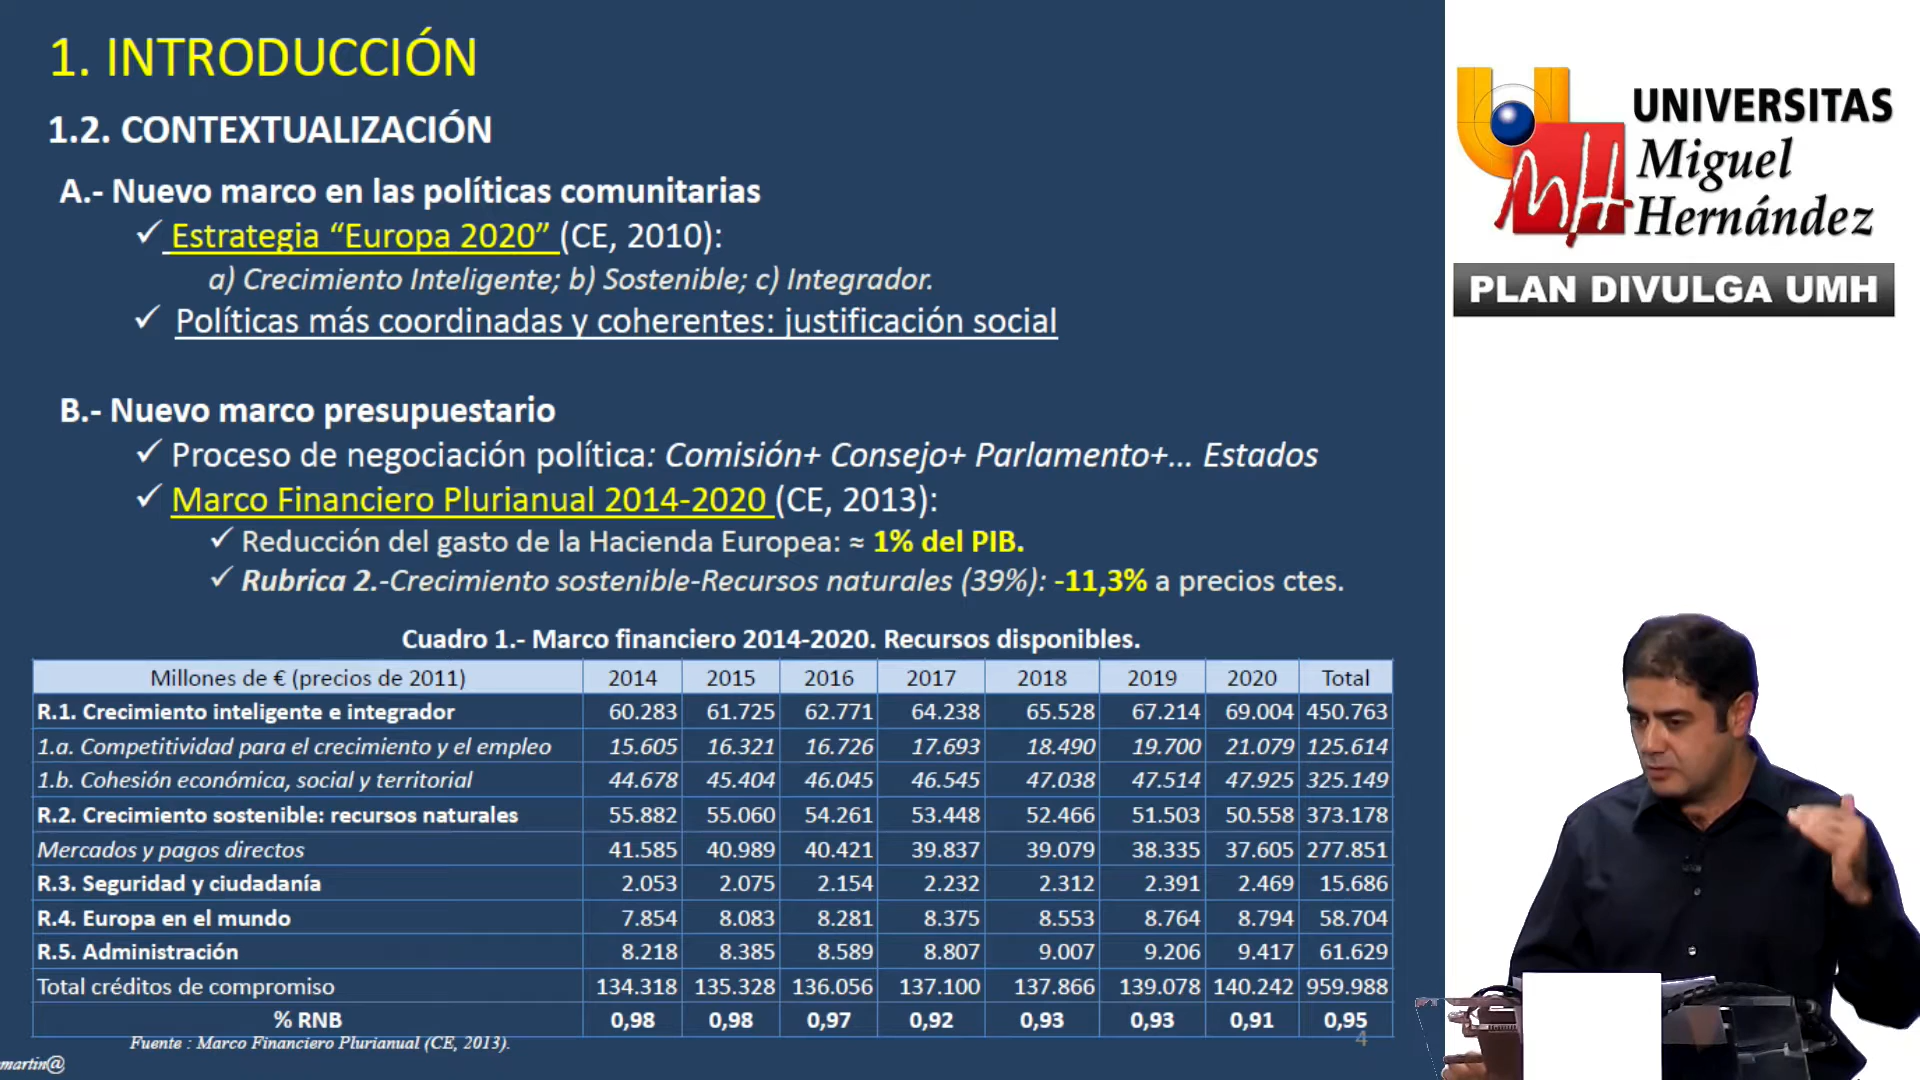 1. INTRODUCCIÓN
1.2. CONTEXTUALIZACIÓN
A.- Nuevo marco en las políticas comunitarias
✓ Estrategia “Europa 2020” (CE, 2010):
a) Crecimiento Inteligente; b) Sostenible; c) Integrador.
✓ Políticas más coordinadas y coherentes: justificación social
B.- Nuevo marco presupuestario
✓ Proceso de negociación política: Comisión+ Consejo+ Parlamento+... Estados
✓ Marco Financiero Plurianual 2014-2020 (CE, 2013):
✓ Reducción del gasto de la Hacienda Europea: ≈ 1% del PIB.
✓ Rubrica 2.-Crecimiento sostenible-Recursos naturales (39%): -11,3% a precios ctes.
Cuadro 1.- Marco financiero 2014-2020. Recursos disponibles.
Millones de € (precios de 2011) 2014 2015 2016 2017 2018 2019 2020 Total
R.1. Crecimiento inteligente e integrador 60.283 61.725 62.771 64.238 65.528 67.214 69.004 450.763
1.a. Competitividad para el crecimiento y el empleo 15.605 16.321 16.726 17.693 18.490 19.700 21.079 125.614
1.b. Cohesión económica, social y territorial 44.678 45.404 46.045 46.545 47.038 47.514 47.925 325.149
R.2. Crecimiento sostenible: recursos naturales 55.882 55.060 54.261 53.448 52.466 51.503 50.558 373.178
Mercados y pagos directos 41.585 40.989 40.421 39.837 39.079 38.335 37.605 277.851
R.3. Seguridad y ciudadanía 2.053 2.075 2.154 2.232 2.312 2.391 2.469 15.686
R.4. Europa en el mundo 7.854 8.083 8.281 8.375 8.553 8.764 8.794 58.704
R.5. Administración 8.218 8.385 8.589 8.807 9.007 9.206 9.417 61.629
Total créditos de compromiso 134.318 135.328 136.056 137.100 137.866 139.078 140.242 959.988
% RNB 0,98 0,98 0,97 0,92 0,93 0,93 0,91 0,95
Fuente : Marco Financiero Plurianual (CE, 2013).
4
martin@
UNIVERSITAS
Miguel
Hernández
MH
PLAN DIVULGA UMH